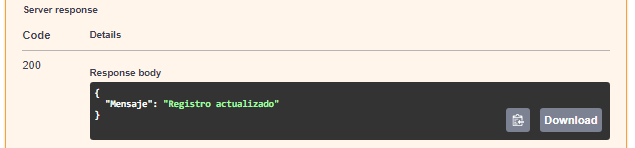 Server response
Code Details
200
Response body
{
"Mensaje": "Registro actualizado"
}
Download